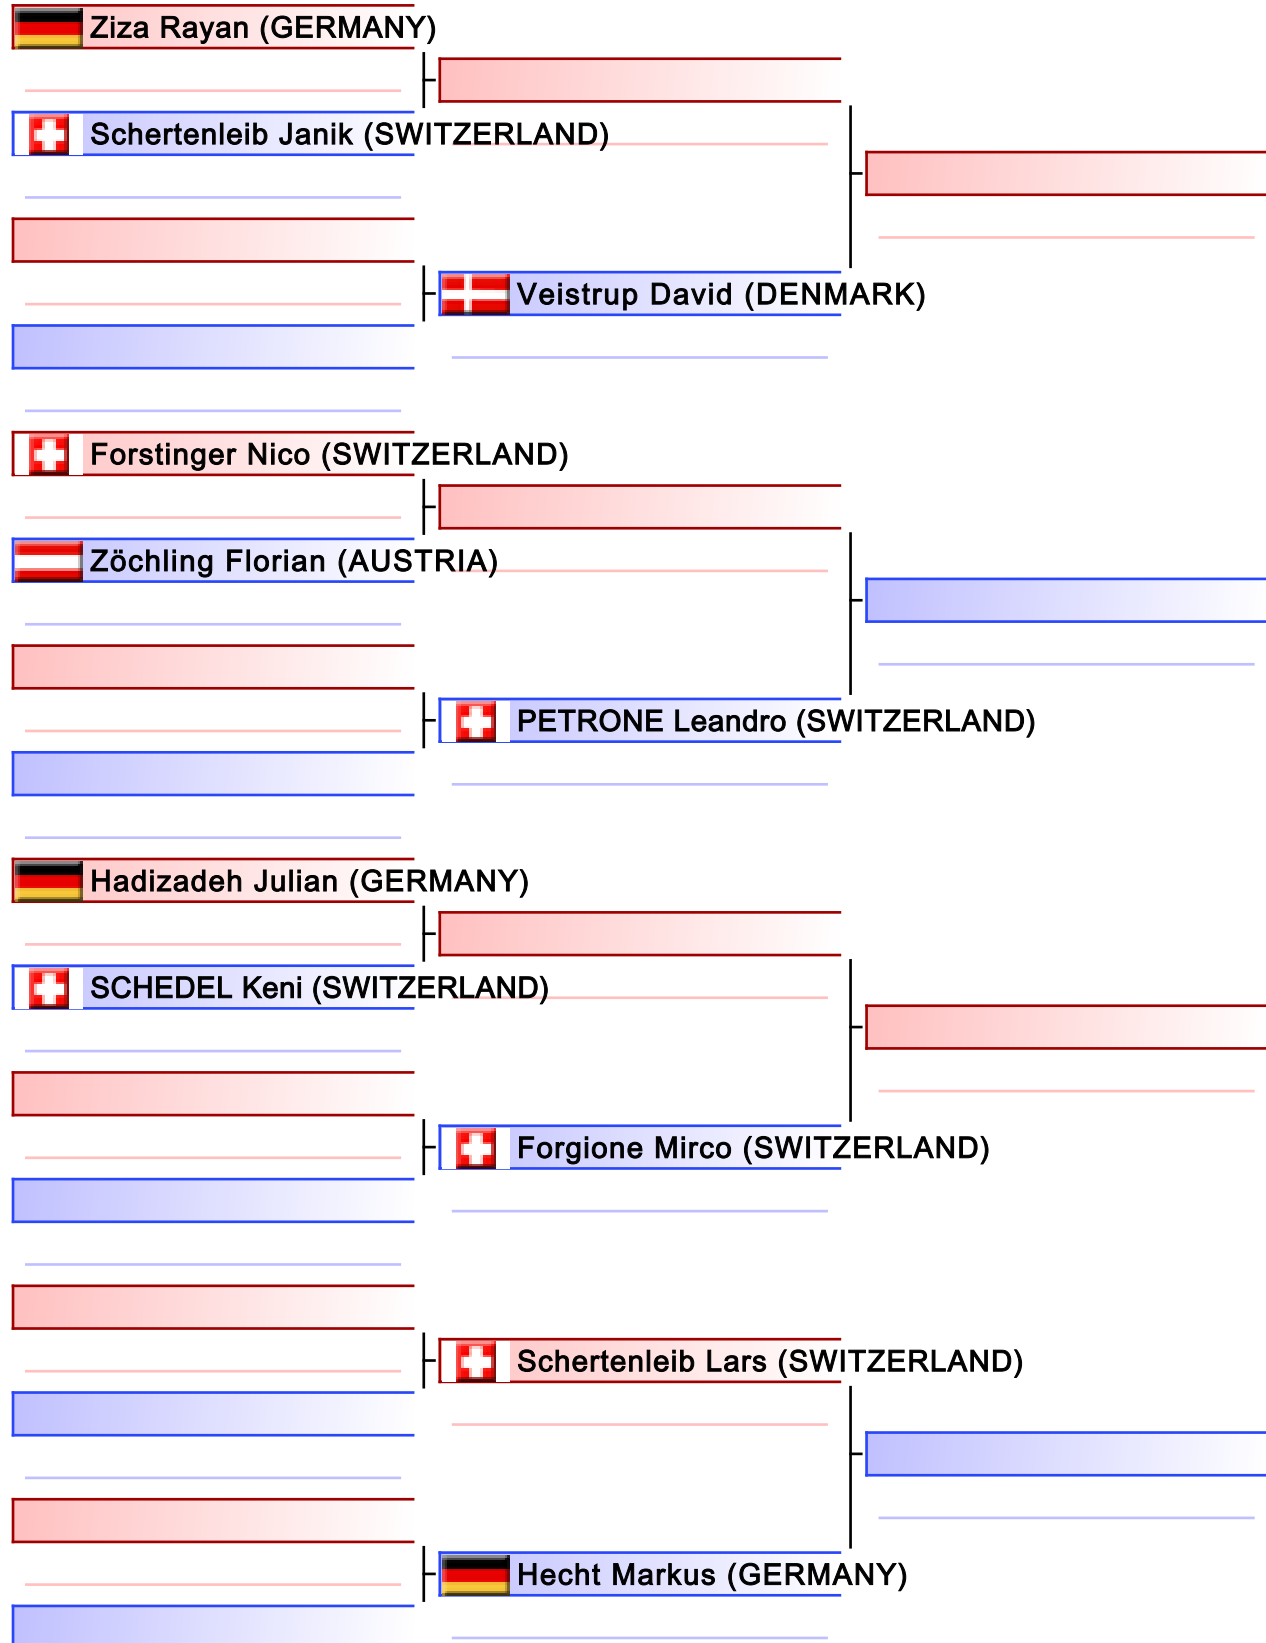 Ziza Rayan (GERMANY)
Schertenleib Janik (SWITZERLAND)
Veistrup David (DENMARK)
Forstinger Nico (SWITZERLAND)
Zöchling Florian (AUSTRIA)
PETRONE Leandro (SWITZERLAND)
Hadizadeh Julian (GERMANY)
SCHEDEL Keni (SWITZERLAND)
Forgione Mirco (SWITZERLAND)
Schertenleib Lars (SWITZERLAND)
Hecht Markus (GERMANY)